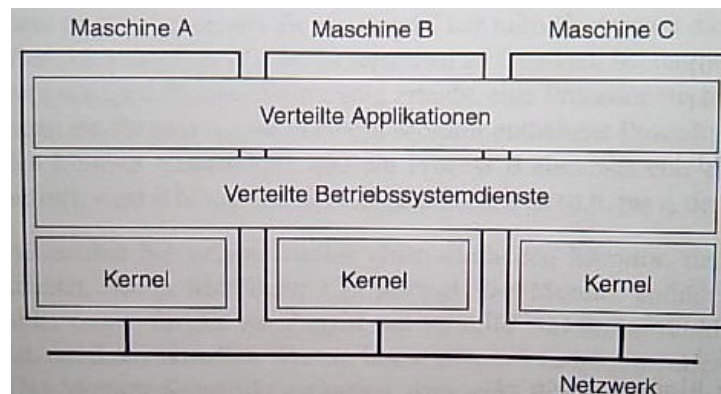 Maschine A Maschine B Maschine C
Verteilte Applikationen
Verteilte Betriebssystemdienste
Kernel Kernel Kernel
Netzwerk